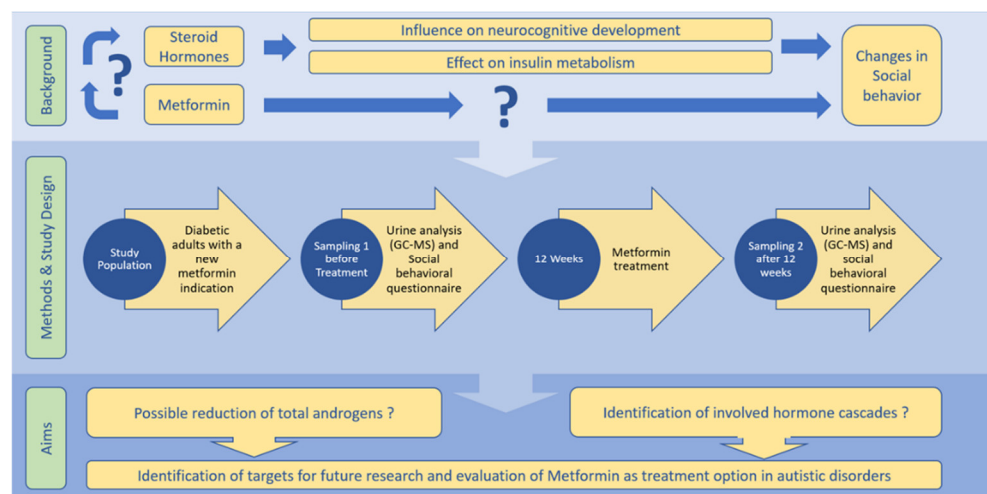 Background
Steroid
Hormones
Influence on neurocognitive development
Effect on insulin metabolism
Changes in
Social
behavior
?
Metformin
?
Methods & Study Design
Study
Population
Diabetic
adults with a
new
metformin
indication
Sampling 1
before
Treatment
Urine analysis
(GC-MS) and
Social
behavioral
questionnaire
12 Weeks
Metformin
treatment
Sampling 2
after 12
weeks
Urine analysis
(GC-MS) and
social
behavioral
questionnaire
Aims
Possible reduction of total androgens ?
Identification of involved hormone cascades ?
Identification of targets for future research and evaluation of Metformin as treatment option in autistic disorders